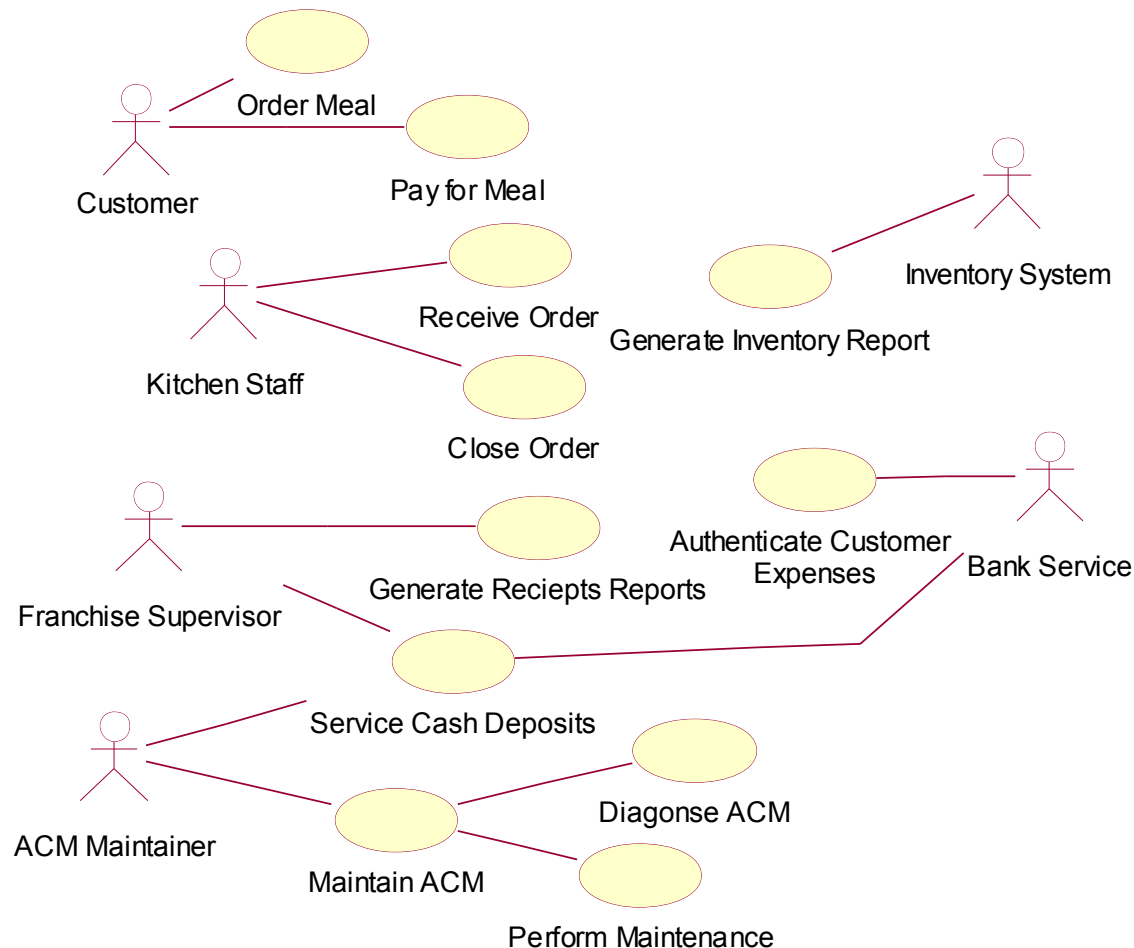 Order Meal
Customer
Pay for Meal
Inventory System
Receive Order
Generate Inventory Report
Kitchen Staff
Close Order
Authenticate Customer
Expenses
Bank Service
Generate Reciepts Reports
Franchise Supervisor
Service Cash Deposits
Diagonse ACM
ACM Maintainer
Maintain ACM
Perform Maintenance